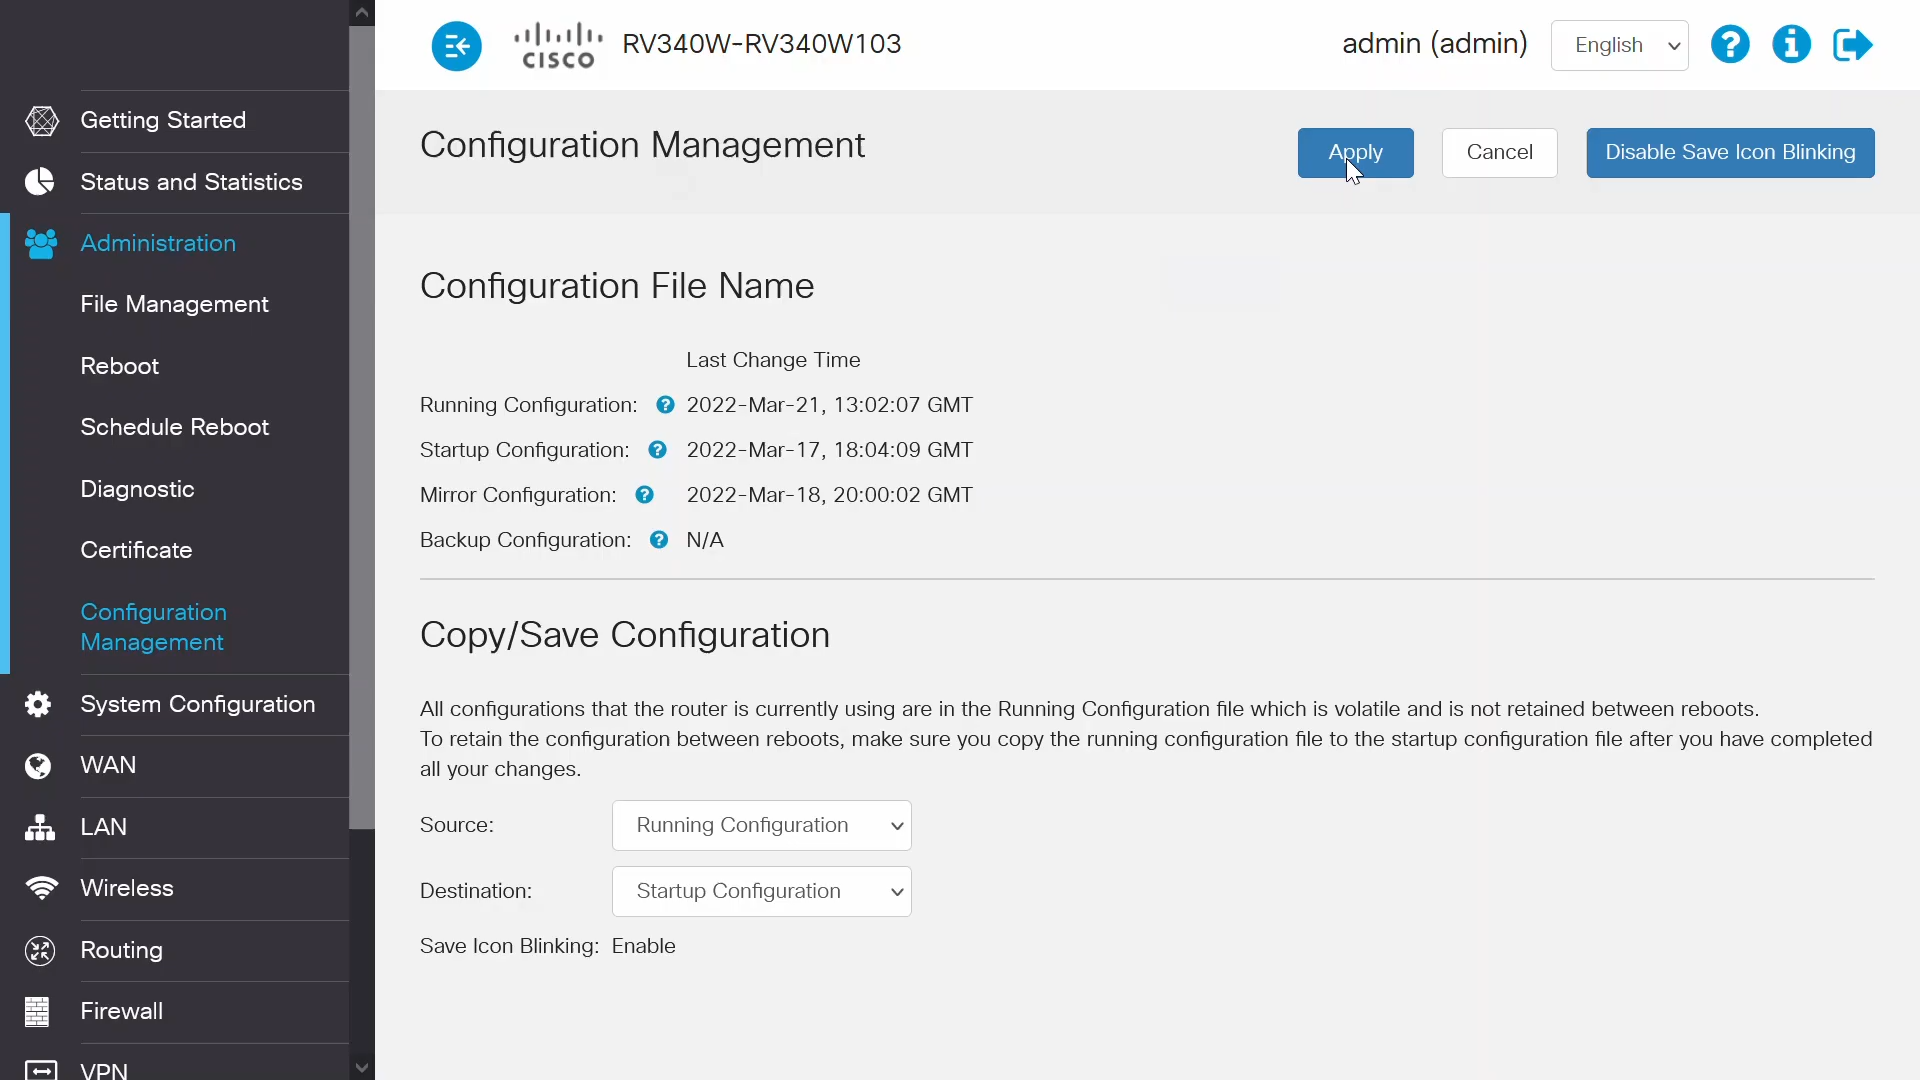 CISCO
RV340W-RV340W103
admin (admin)
English
Configuration Management
Apply
Cancel
Disable Save Icon Blinking
Getting Started
Status and Statistics
Administration
File Management
Reboot
Schedule Reboot
Diagnostic
Certificate
Configuration
Management
System Configuration
WAN
LAN
Wireless
Routing
Firewall
VPN
Configuration File Name
Last Change Time
Running Configuration: ? 2022-Mar-21, 13:02:07 GMT
Startup Configuration: ? 2022-Mar-17, 18:04:09 GMT
Mirror Configuration: ? 2022-Mar-18, 20:00:02 GMT
Backup Configuration: ? N/A
Copy/Save Configuration
All configurations that the router is currently using are in the Running Configuration file which is volatile and is not retained between reboots.
To retain the configuration between reboots, make sure you copy the running configuration file to the startup configuration file after you have completed
all your changes.
Source: Running Configuration
Destination: Startup Configuration
Save Icon Blinking: Enable